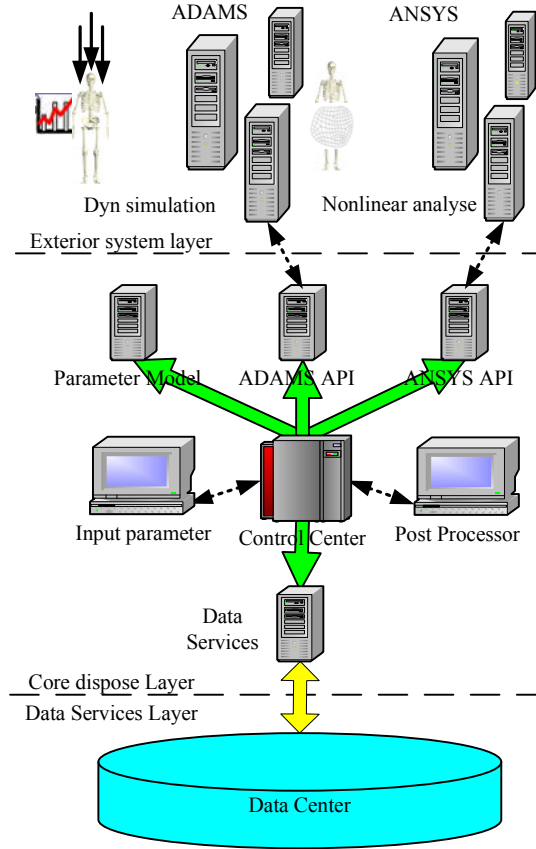 ADAMS
ANSYS
Dyn simulation
Nonlinear analyse
Exterior system layer
Parameter Model
ADAMS API
ANSYS API
Input parameter
Control Center
Post Processor
Data
Services
Core dispose Layer
Data Services Layer
Data Center